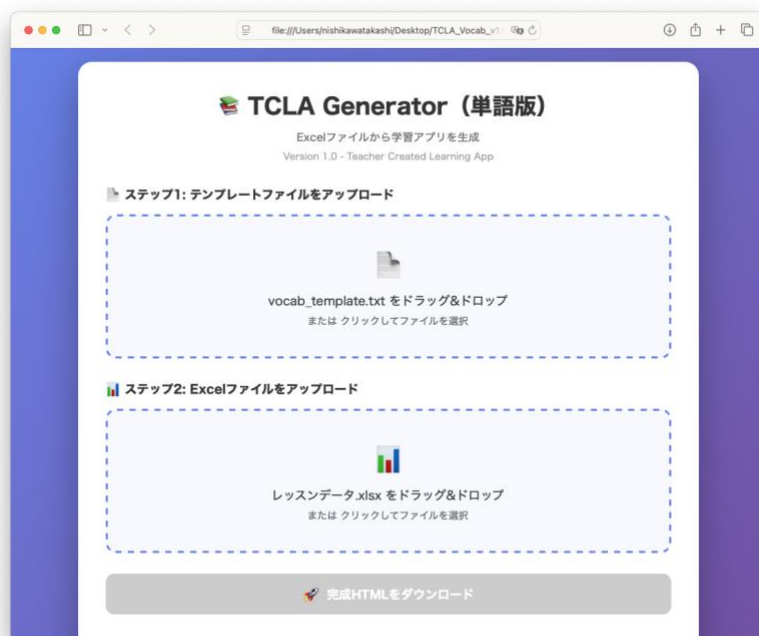 file:///Users/nishikawatakashi/Desktop/TCLA_Vocab_v1
TCLA Generator（単語版）
Excelファイルから学習アプリを生成
Version 1.0 - Teacher Created Learning App
ステップ1: テンプレートファイルをアップロード
vocab_template.txt をドラッグ&ドロップ
または クリックしてファイルを選択
ステップ2: Excelファイルをアップロード
レッスンデータ.xlsx をドラッグ&ドロップ
または クリックしてファイルを選択
完成HTMLをダウンロード